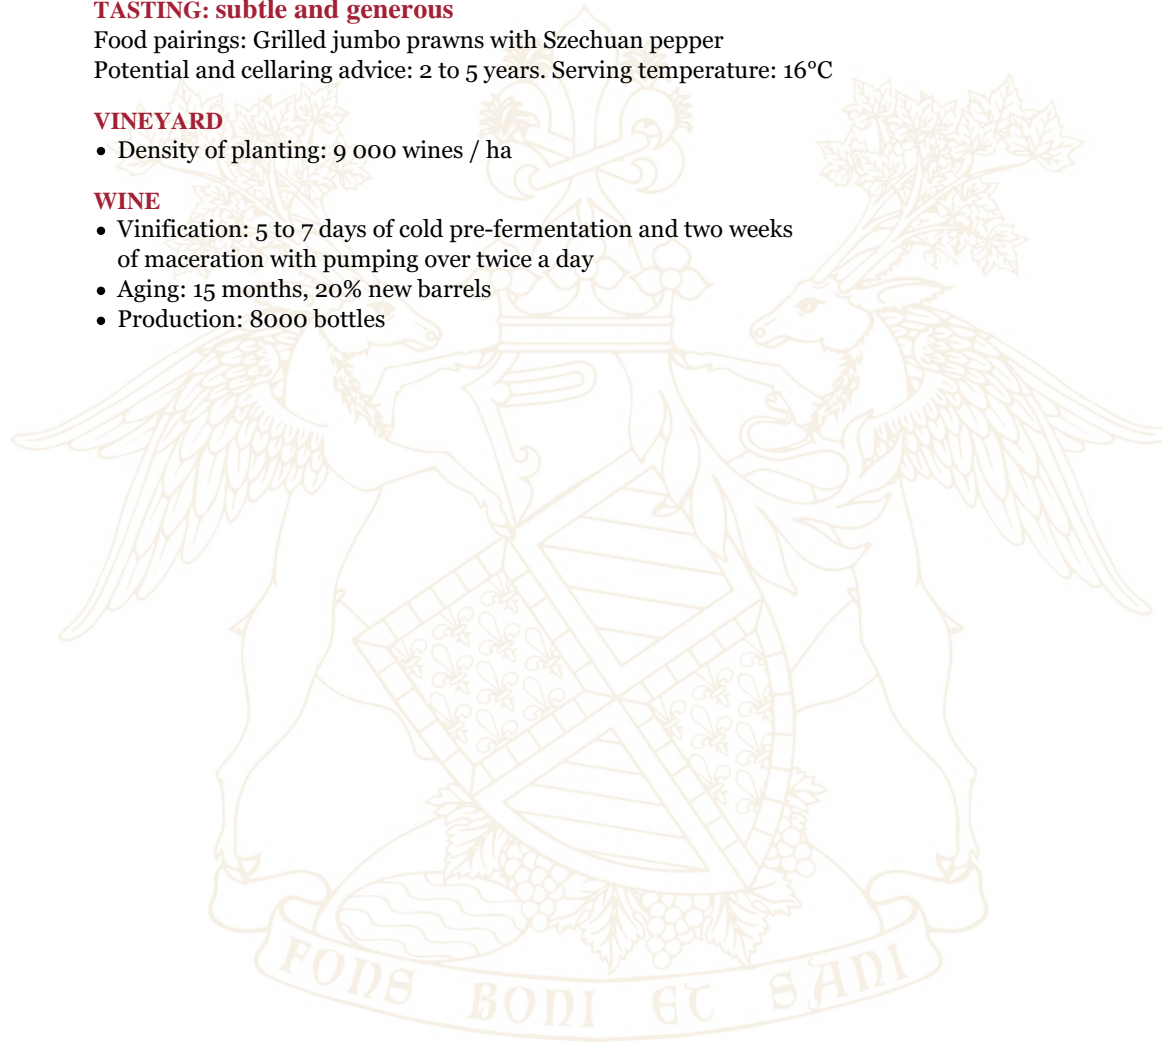 TASTING: subtle and generous
Food pairings: Grilled jumbo prawns with Szechuan pepper
Potential and cellaring advice: 2 to 5 years. Serving temperature: 16°C
VINEYARD
• Density of planting: 9 000 wines / ha
WINE
• Vinification: 5 to 7 days of cold pre-fermentation and two weeks
of maceration with pumping over twice a day
• Aging: 15 months, 20% new barrels
• Production: 8000 bottles
FONS BONI ET SANI